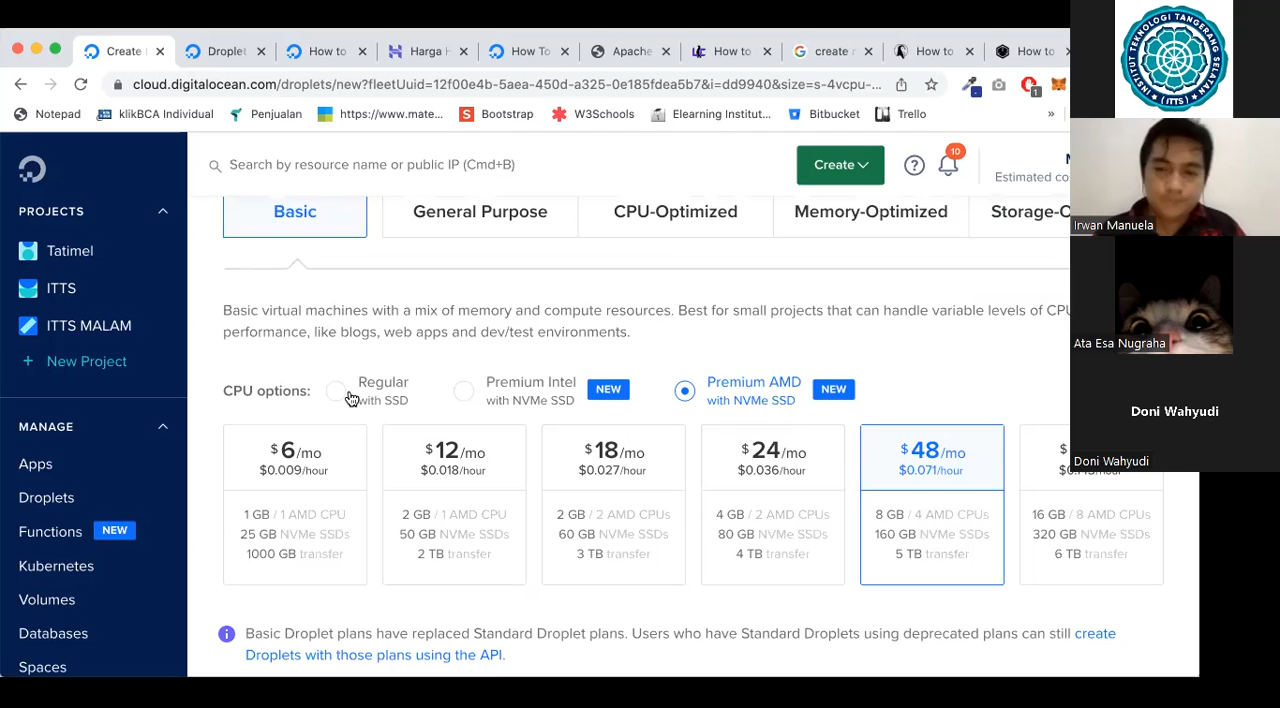 Create
Droplet
How to
Harga
How To
Apache
How to
create
How to
How to
cloud.digitalocean.com/droplets/new?fleetUuid=12fbe24b-5aea-450d-a325-0e185fdea5b7&i=dd9940&size=s-4vcpu-...
Notepad
klikBCA Individual
Penjualan
https://www.mate...
Bootstrap
W3Schools
Elearning Institut...
Bitbucket
Trello
»
Search by resource name or public IP (Cmd+B)
Create
10
Estimated co
PROJECTS
Tatimel
ITTS
ITTS MALAM
+ New Project
MANAGE
Apps
Droplets
Functions NEW
Kubernetes
Volumes
Databases
Spaces
Basic
General Purpose
CPU-Optimized
Memory-Optimized
Storage-O
Basic virtual machines with a mix of memory and compute resources. Best for small projects that can handle variable levels of CPU
performance, like blogs, web apps and dev/test environments.
CPU options:
Regular
with SSD
Premium Intel NEW
with NVMe SSD
Premium AMD NEW
with NVMe SSD
$6/mo
$0.009/hour
1 GB / 1 AMD CPU
25 GB NVMe SSDs
1000 GB transfer
$12/mo
$0.018/hour
2 GB / 1 AMD CPU
50 GB NVMe SSDs
2 TB transfer
$18/mo
$0.027/hour
2 GB / 2 AMD CPUs
60 GB NVMe SSDs
3 TB transfer
$24/mo
$0.036/hour
4 GB / 2 AMD CPUs
80 GB NVMe SSDs
4 TB transfer
$48/mo
$0.071/hour
8 GB / 4 AMD CPUs
160 GB NVMe SSDs
5 TB transfer
$
16 GB / 8 AMD CPUs
320 GB NVMe SSDs
6 TB transfer
Basic Droplet plans have replaced Standard Droplet plans. Users who have Standard Droplets using deprecated plans can still create
Droplets with those plans using the API.
INSTITUT TEKNOLOGI TANGERANG SELATAN
(ITTS)
Irwan Manuela
Ata Esa Nugraha
Doni Wahyudi
Doni Wahyudi